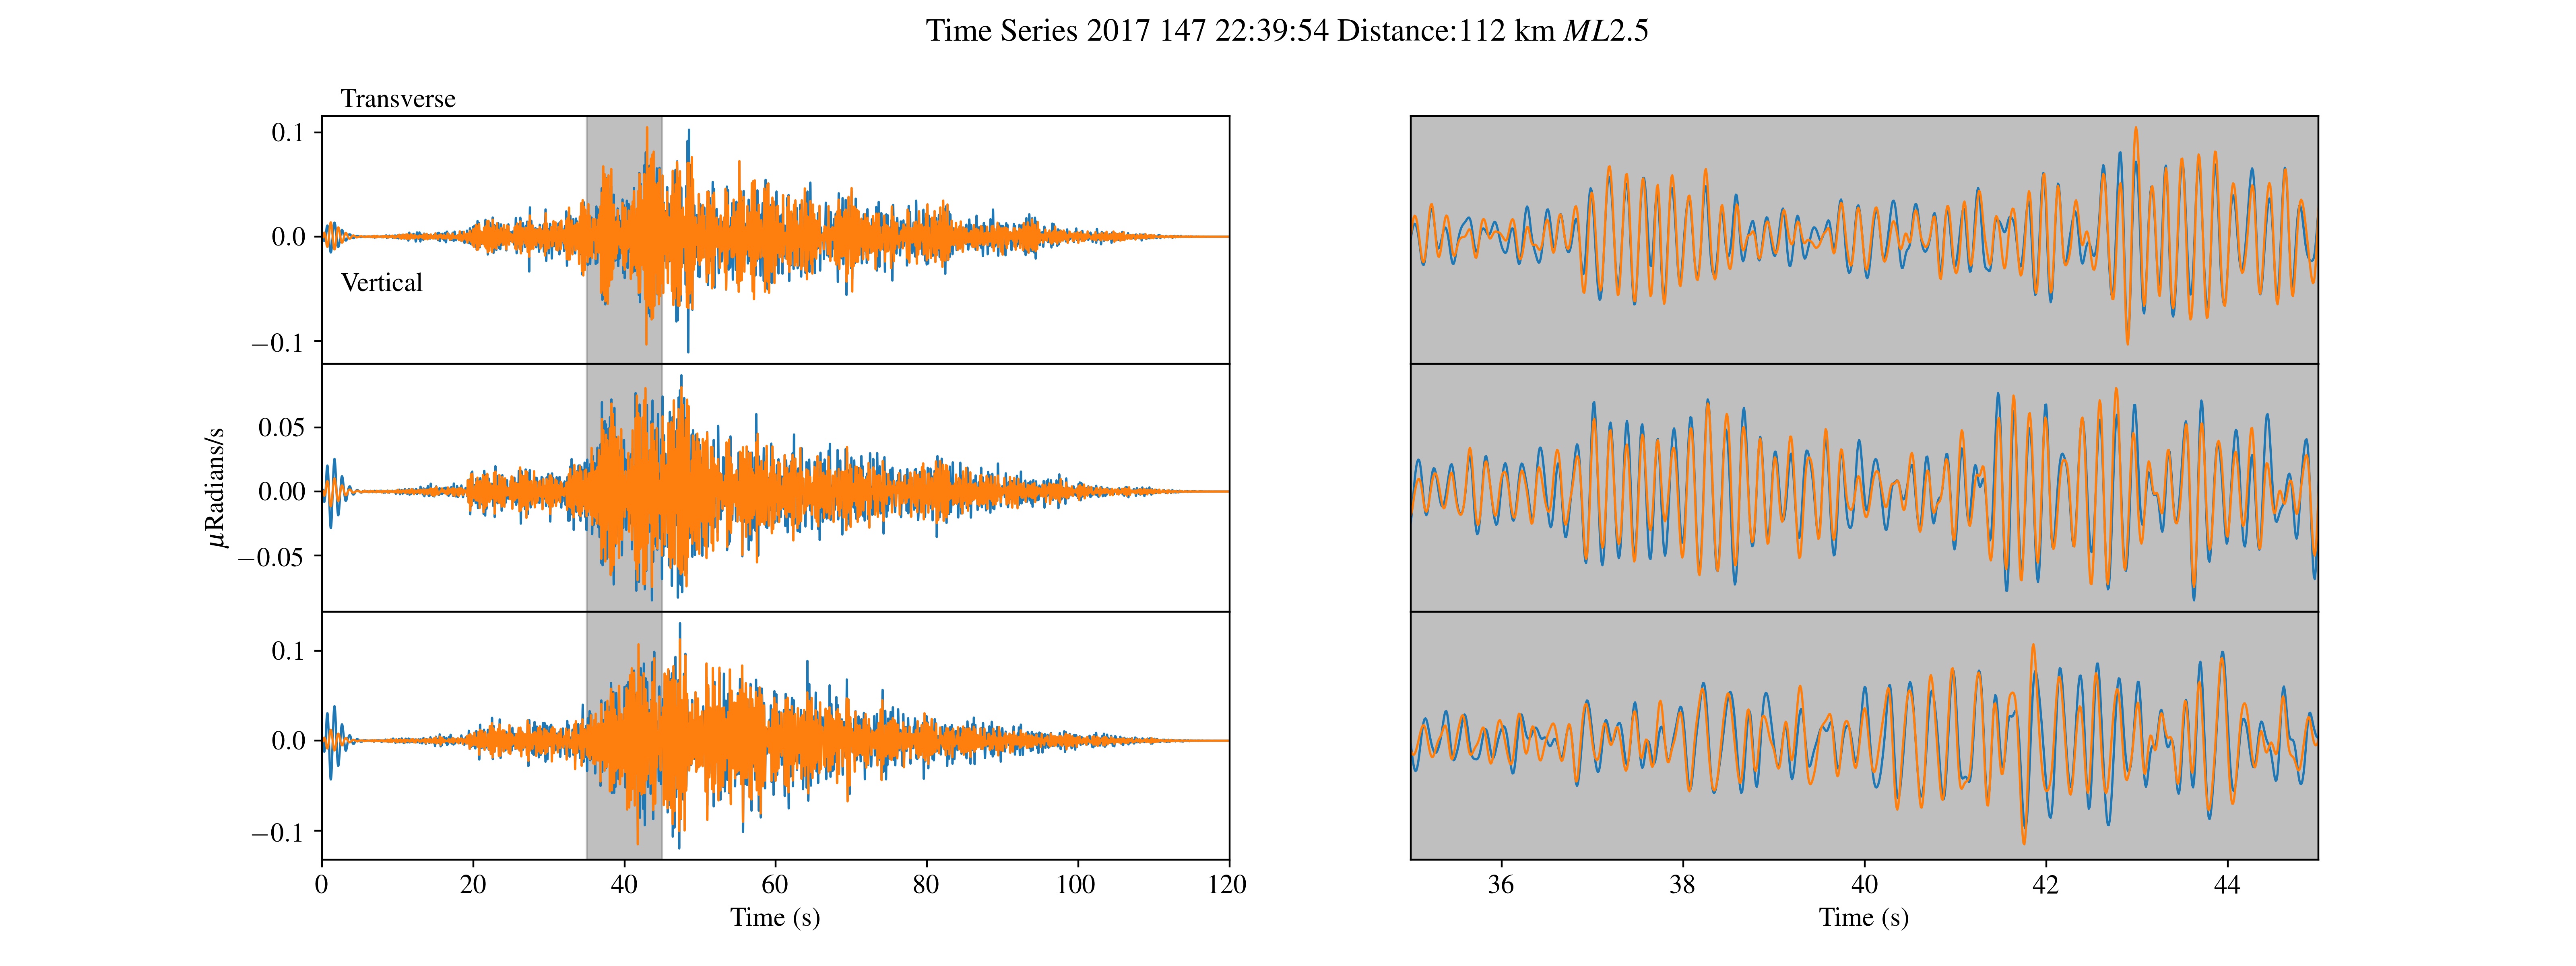 Time Series 2017 147 22:39:54 Distance:112 km ML2.5
Transverse
0.1
0.0
Vertical
−0.1
0.05
0.00
−0.05
μRadians/s
0.1
0.0
−0.1
0 20 40 60 80 100 120
Time (s)
36 38 40 42 44
Time (s)